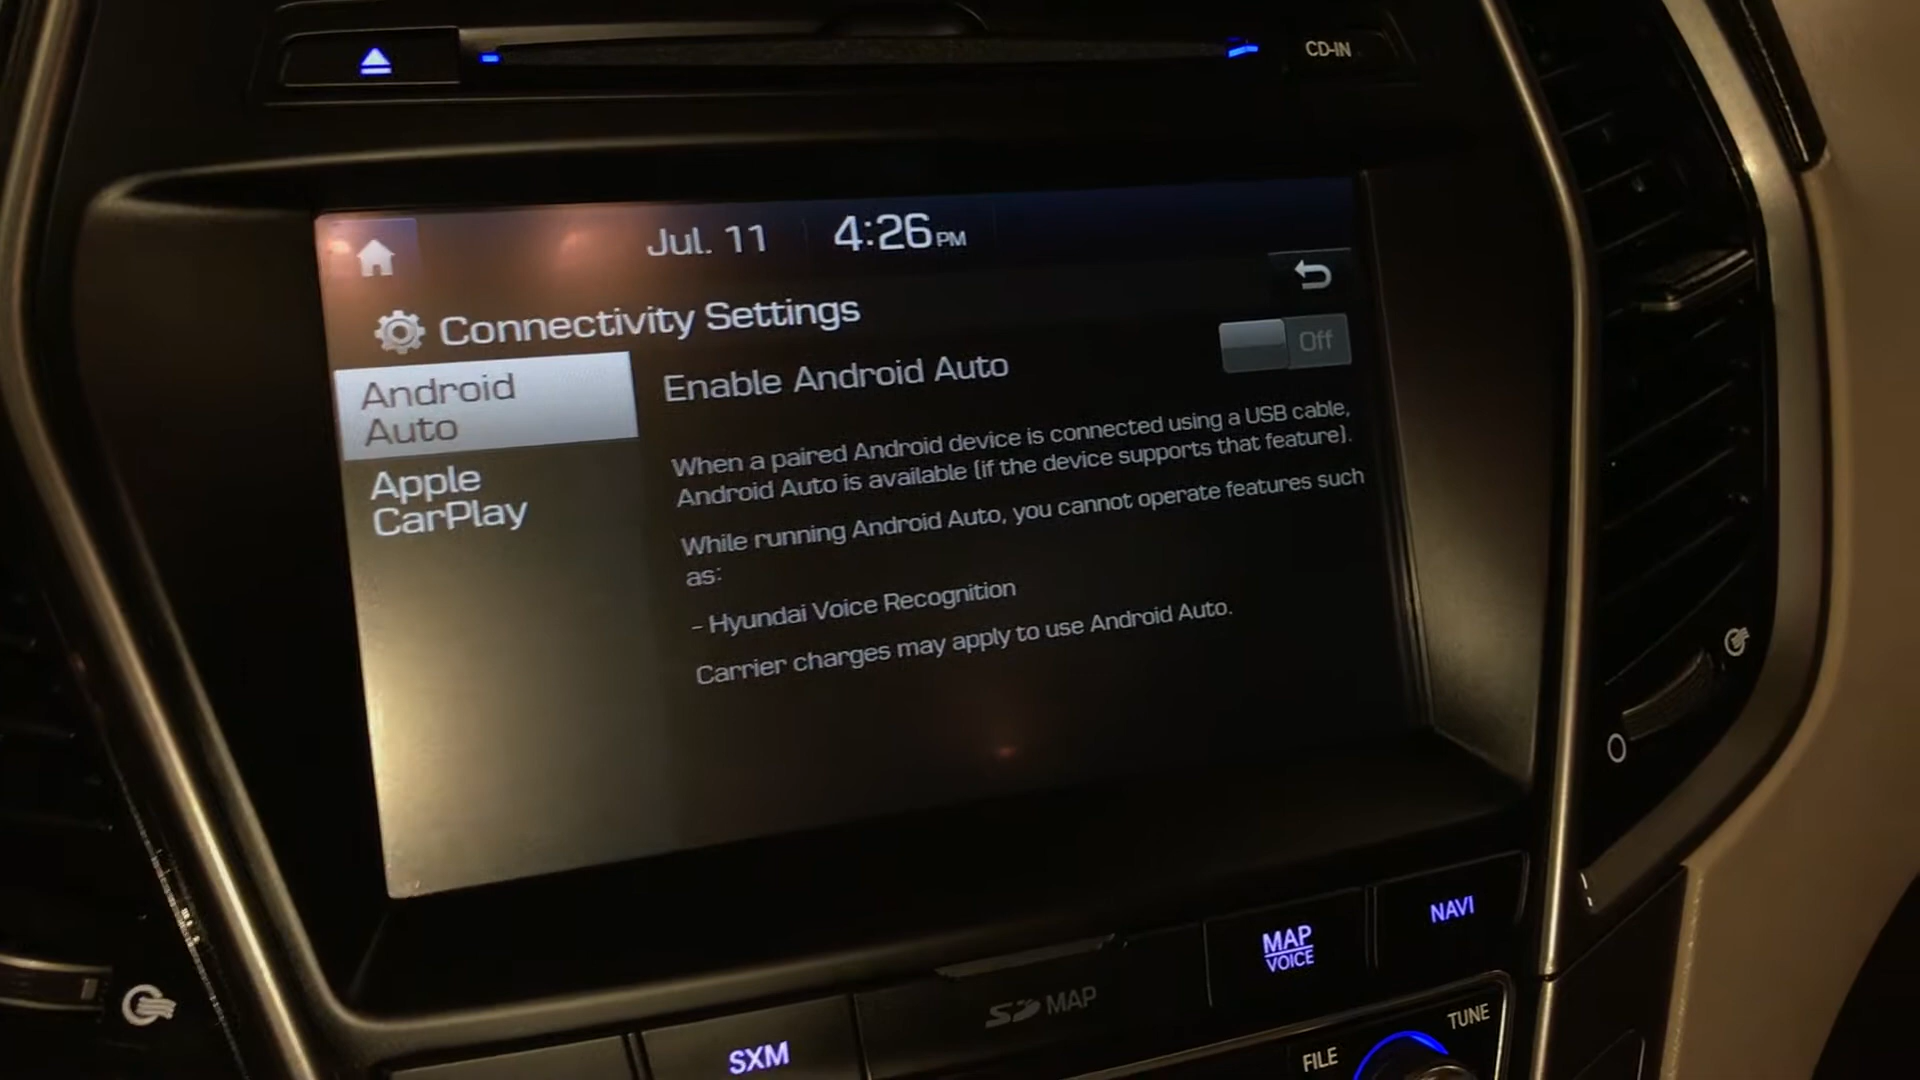 CD-IN
Jul. 11 4:26 PM
Connectivity Settings
Android
Auto
Apple
CarPlay
Enable Android Auto
Off
When a paired Android device is connected using a USB cable,
Android Auto is available (if the device supports that feature).
While running Android Auto, you cannot operate features such
as:
- Hyundai Voice Recognition
Carrier charges may apply to use Android Auto.
SXM
SD MAP
MAP
VOICE
NAVI
FILE
TUNE